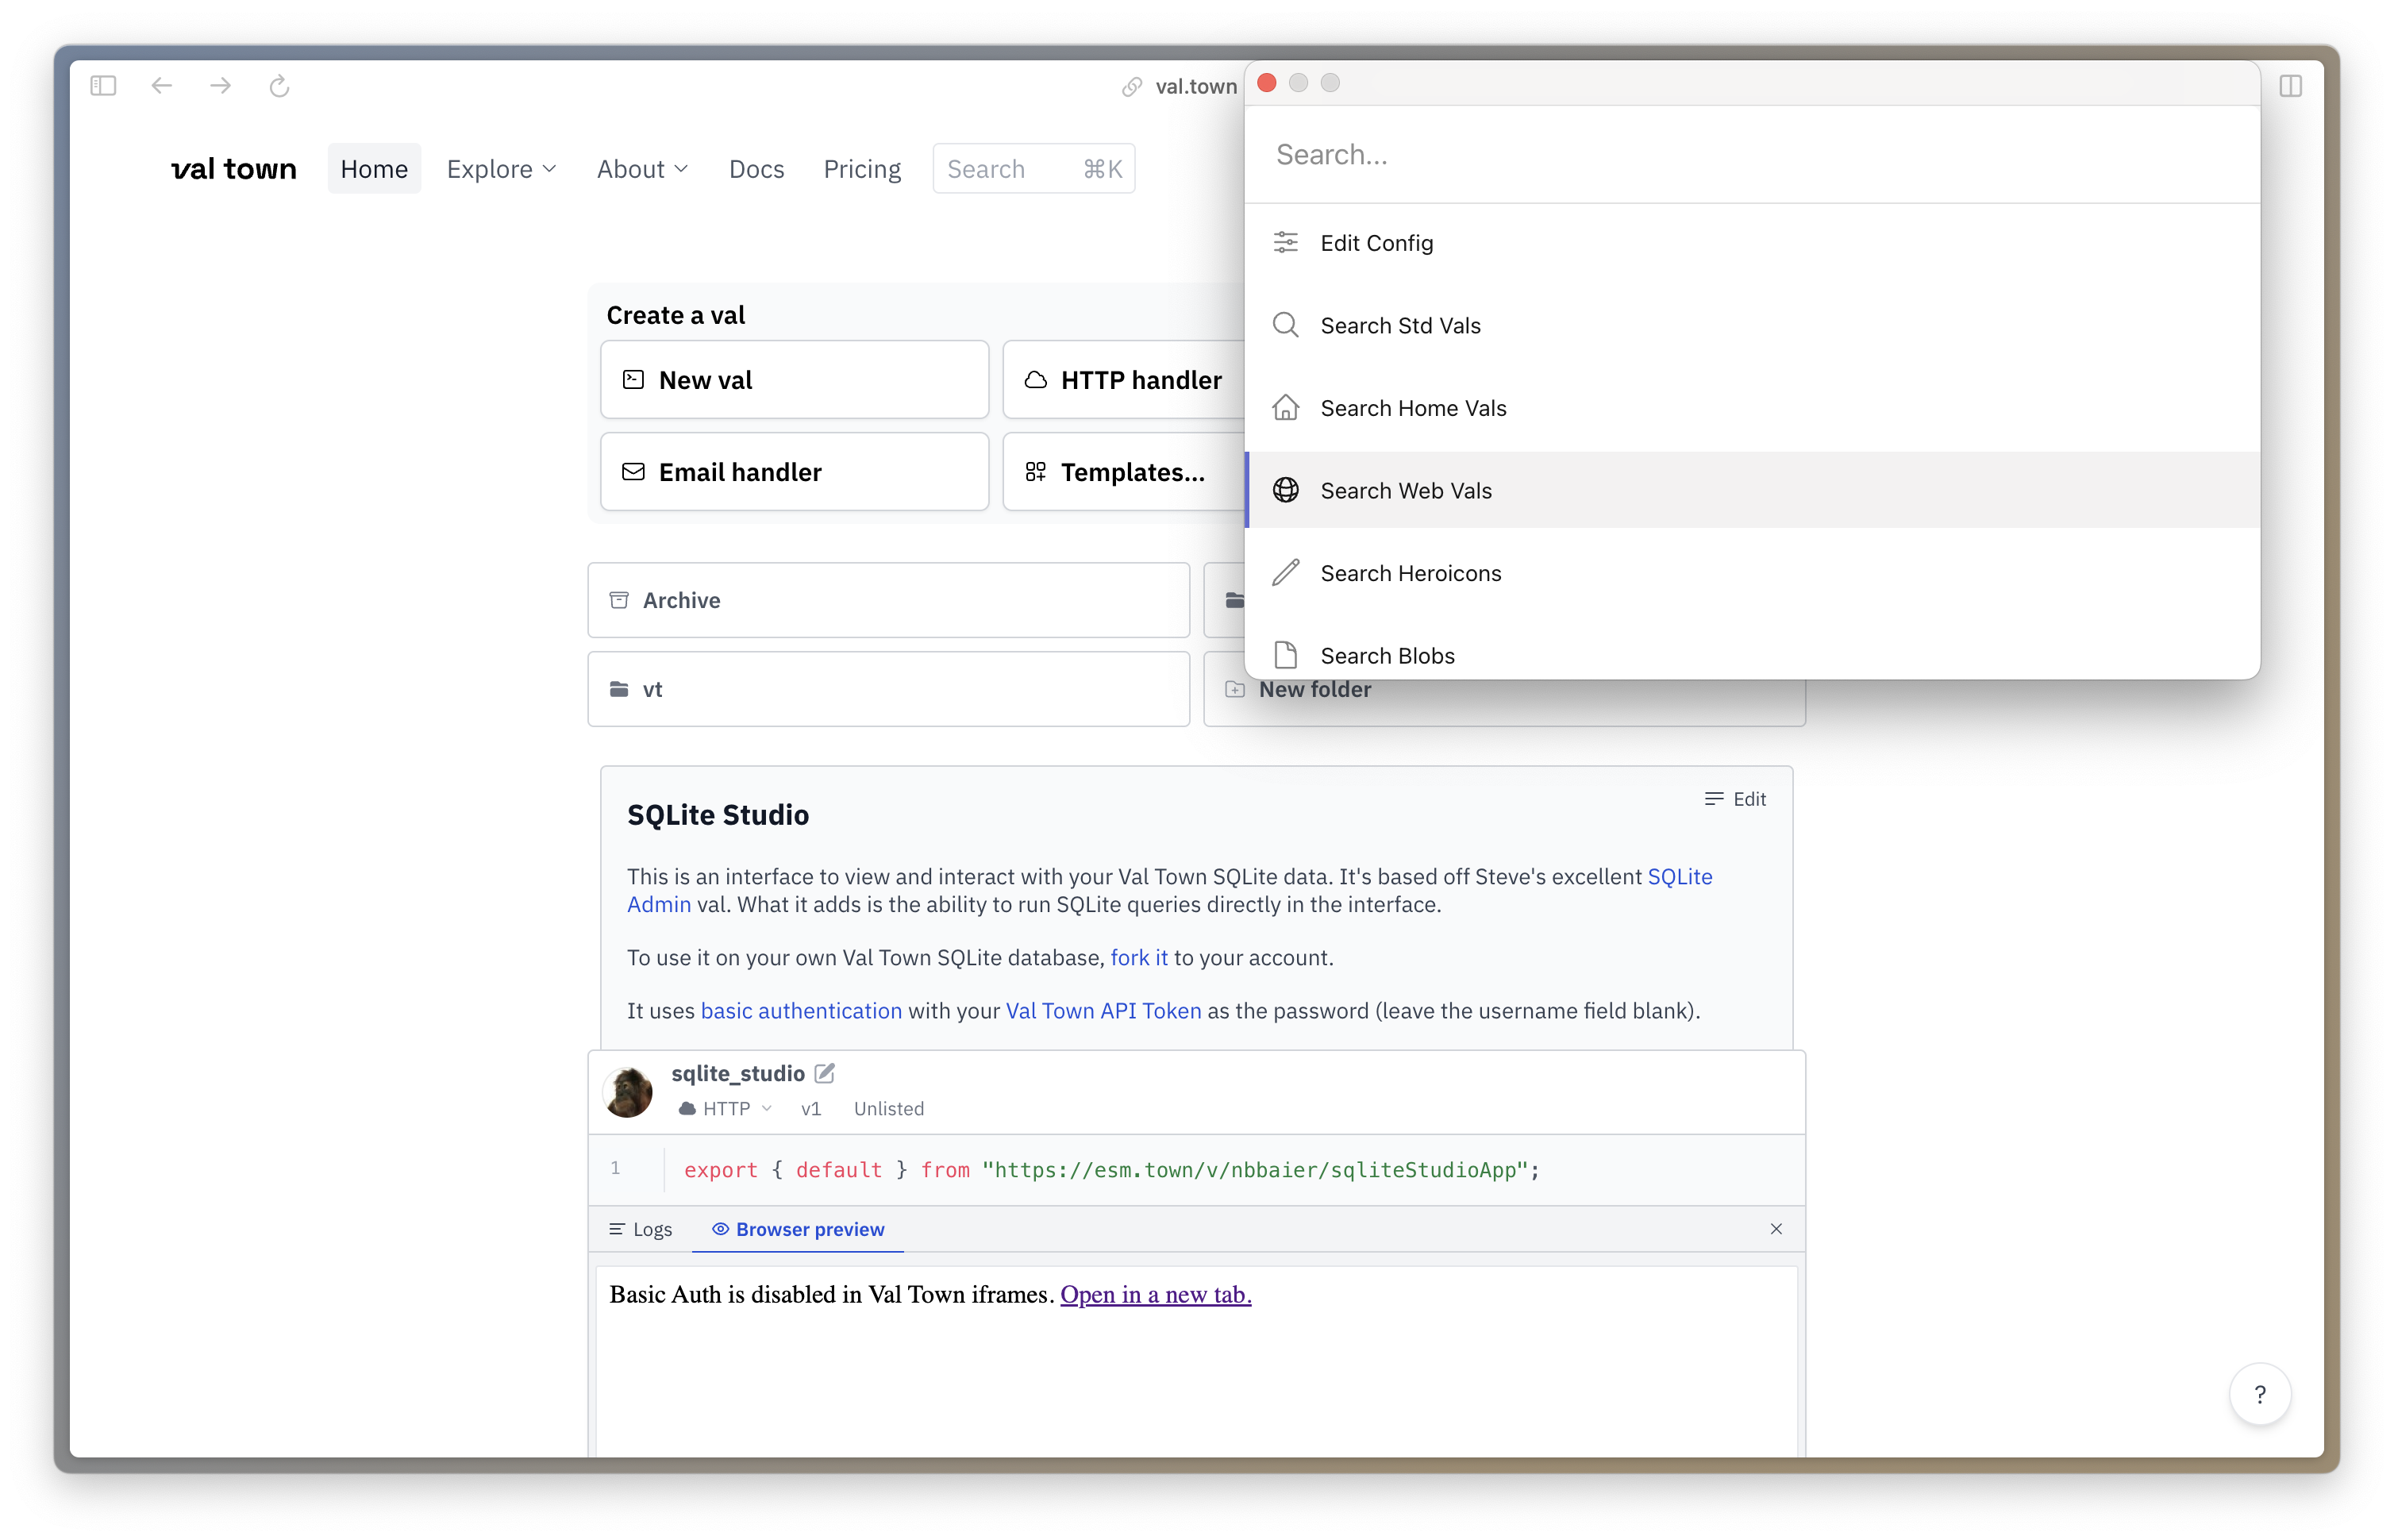 val.town
val town
Home
Explore
About
Docs
Pricing
Search ⌘K
Search...
Edit Config
Search Std Vals
Search Home Vals
Search Web Vals
Search Heroicons
Search Blobs
Create a val
New val
HTTP handler
Email handler
Templates...
Archive
vt
New folder
SQLite Studio
Edit
This is an interface to view and interact with your Val Town SQLite data. It's based off Steve's excellent SQLite
Admin val. What it adds is the ability to run SQLite queries directly in the interface.
To use it on your own Val Town SQLite database, fork it to your account.
It uses basic authentication with your Val Town API Token as the password (leave the username field blank).
sqlite_studio
HTTP v1 Unlisted
1 export { default } from "https://esm.town/v/nbbaier/sqliteStudioApp";
Logs
Browser preview
Basic Auth is disabled in Val Town iframes. Open in a new tab.
?